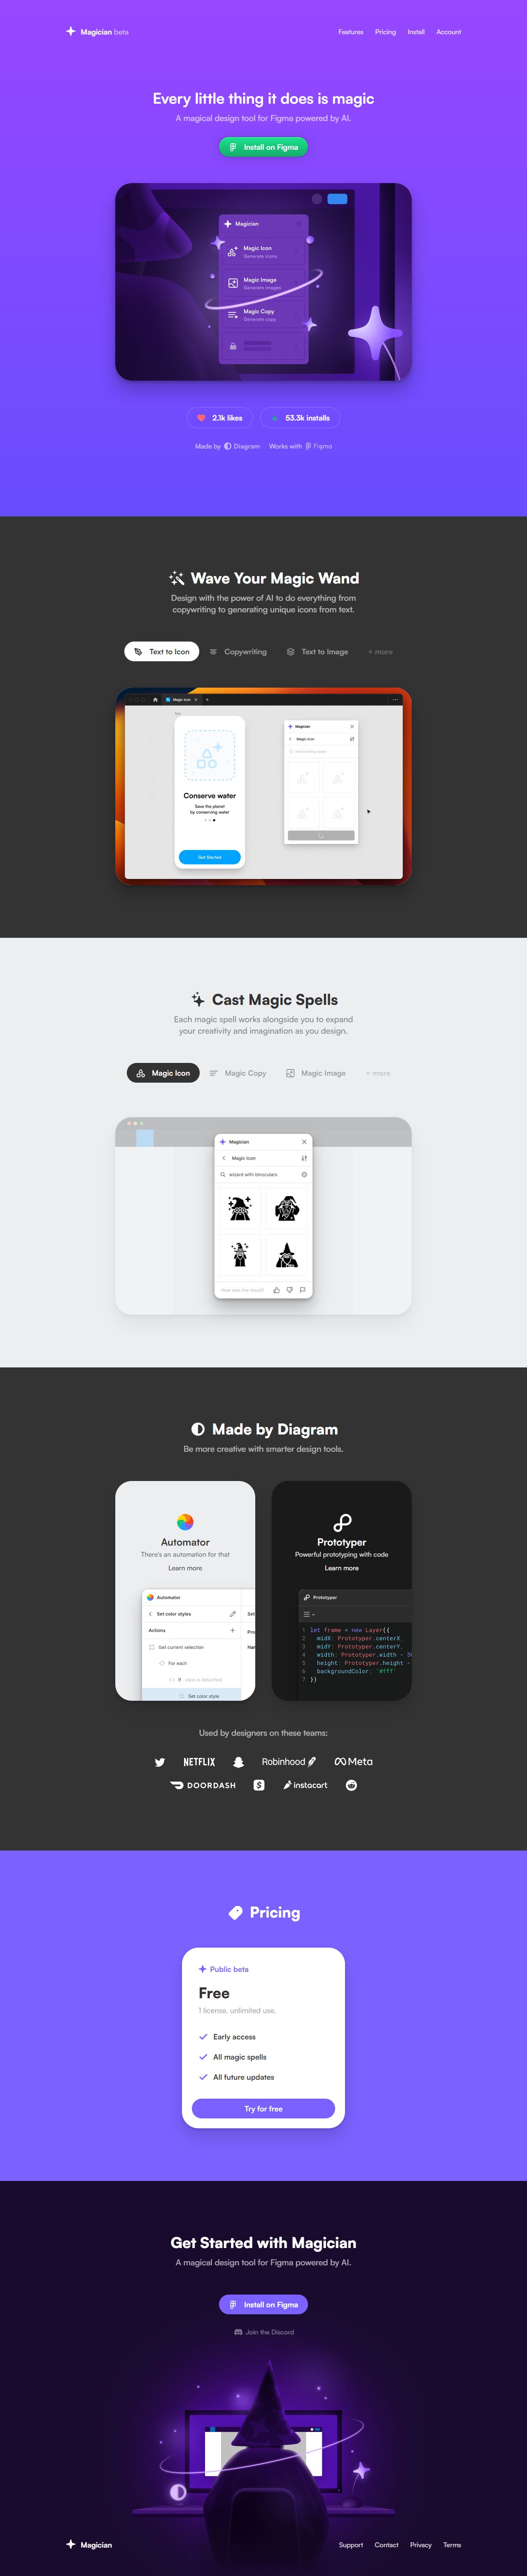 Magician beta
Features Pricing Install Account
Every little thing it does is magic
A magical design tool for Figma powered by AI.
Install on Figma
Magician
Magic Icon
Generate icons
Magic Image
Generate images
Magic Copy
Generate copy
2.1k likes 53.3k installs
Made by Diagram Works with Figma
Wave Your Magic Wand
Design with the power of AI to do everything from
copywriting to generating unique icons from text.
Text to Icon Copywriting Text to Image + more
Magic Icon
Conserve water
Save the planet
by conserving water
Get Started
Magician
Magic Icon
Cast Magic Spells
Each magic spell works alongside you to expand
your creativity and imagination as you design.
Magic Icon Magic Copy Magic Image + more
Magician
Magic Icon
wizard with binoculars
How was the result?
Made by Diagram
Be more creative with smarter design tools.
Automator
There's an automation for that
Learn more
Automator
Set color styles
Actions
Get current selection
For each
If style is detached
Set color style
Prototyper
Powerful prototyping with code
Learn more
Prototyper
1 let frame = new Layer({
2 midX: Prototyper.centerX,
3 midY: Prototyper.centerY,
4 width: Prototyper.width - 5
5 height: Prototyper.height -
6 backgroundColor: '#fff'
7 })
Used by designers on these teams:
NETFLIX Robinhood Meta
DOORDASH instacart
Pricing
Public beta
Free
1 license, unlimited use.
Early access
All magic spells
All future updates
Try for free
Get Started with Magician
A magical design tool for Figma powered by AI.
Install on Figma
Join the Discord
Magician
Support Contact Privacy Terms